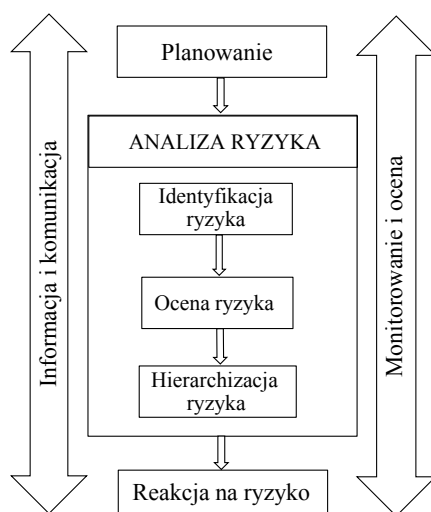 Planowanie
ANALIZA RYZYKA
Identyfikacja
ryzyka
Ocena ryzyka
Hierarchizacja
ryzyka
Reakcja na ryzyko
Informacja i komunikacja
Monitorowanie i ocena